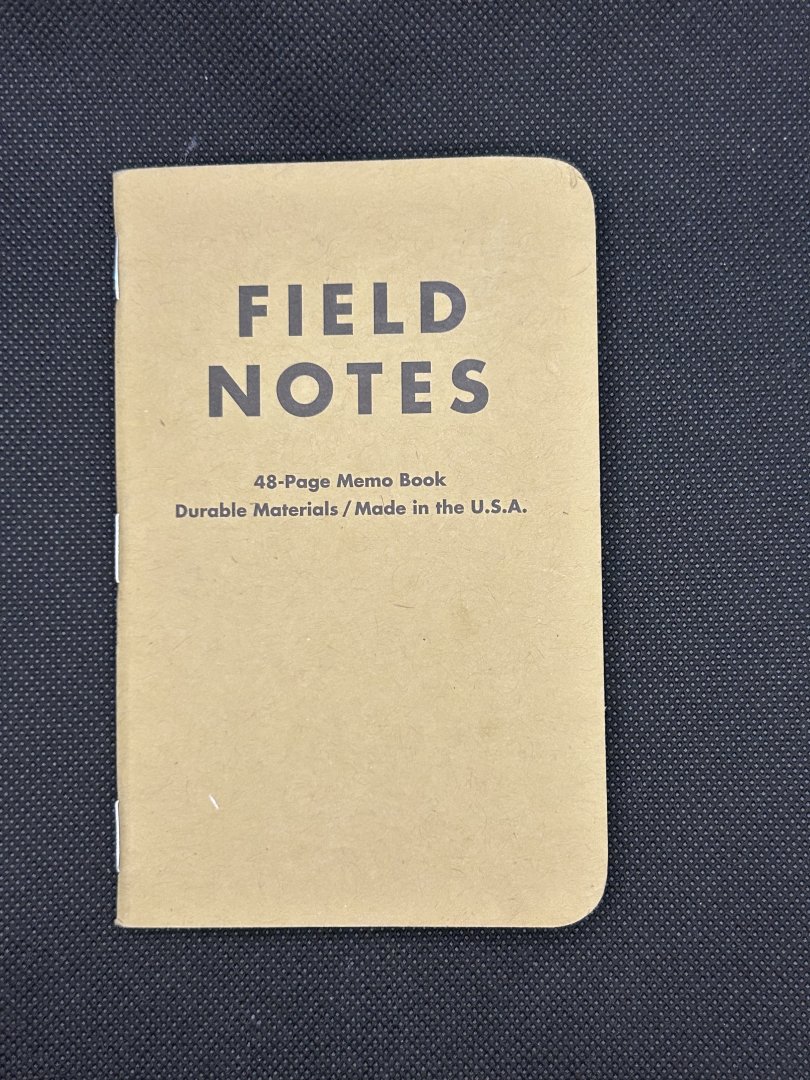 FIELD
NOTES
48-Page Memo Book
Durable Materials / Made in the U.S.A.